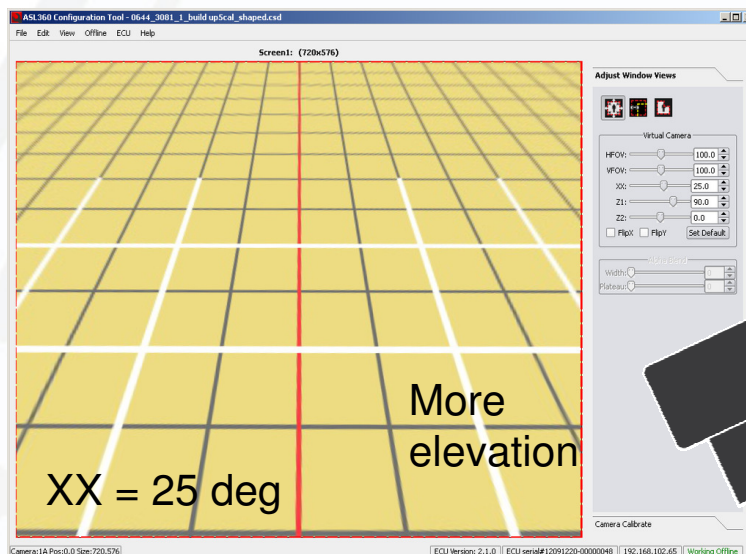 ASL360 Configuration Tool - 0644_3081_1_build up5cal_shaped.csd
File Edit View Offline ECU Help
Screen1: (720x576)
Adjust Window Views
Virtual Camera
HFOV: 100.0
VFOV: 100.0
XX: 25.0
Z1: 90.0
Z2: 0.0
FlipX FlipY Set Default
Alpha Blend
Width: 0
Plateau: 0
More
elevation
XX = 25 deg
Camera Calibrate
Camera:1A Pos:0,0 Size:720,576 ECU Version: 2.1.0 ECU serial#12091220-00000048 192.168.102.65 Working Offline